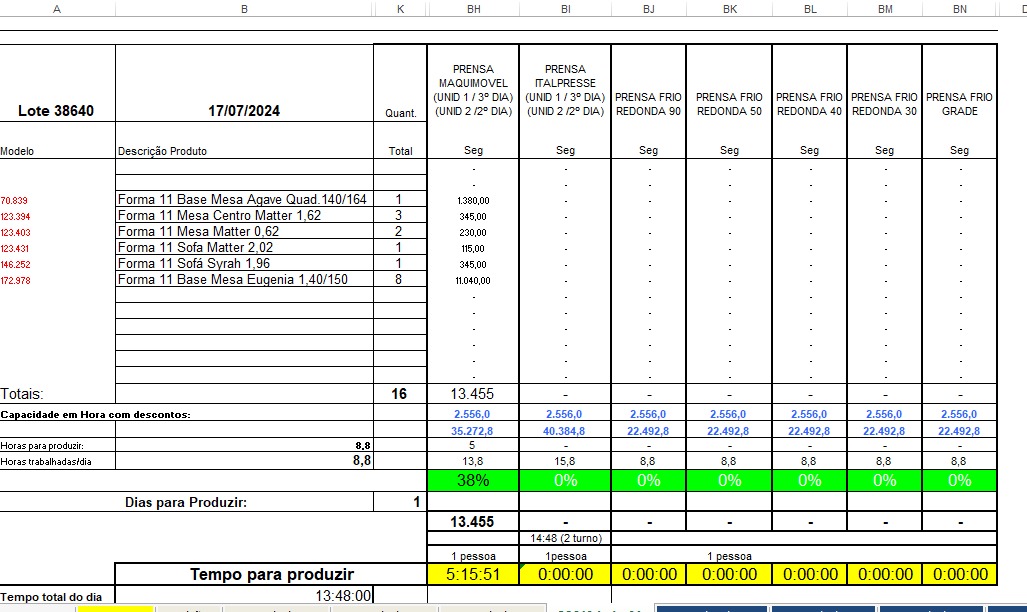 A B K BH BI BJ BK BL BM BN
PRENSA PRENSA
MAQUIMOVEL ITALPRESSE
(UNID 1 / 3º DIA) (UNID 1 / 3º DIA) PRENSA FRIO PRENSA FRIO PRENSA FRIO PRENSA FRIO PRENSA FRIO
Lote 38640 17/07/2024 Quant. (UNID 2 /2º DIA) (UNID 2 /2º DIA) REDONDA 90 REDONDA 50 REDONDA 40 REDONDA 30 GRADE
Modelo Descrição Produto Total Seg Seg Seg Seg Seg Seg Seg
- - - - - - -
- - - - - - -
70.839 Forma 11 Base Mesa Agave Quad.140/164 1 1.380,00 - - - - - -
123.394 Forma 11 Mesa Centro Matter 1,62 3 345,00 - - - - - -
123.403 Forma 11 Mesa Matter 0,62 2 230,00 - - - - - -
123.431 Forma 11 Sofa Matter 2,02 1 115,00 - - - - - -
146.252 Forma 11 Sofá Syrah 1,96 1 345,00 - - - - - -
172.978 Forma 11 Base Mesa Eugenia 1,40/150 8 11.040,00 - - - - - -
- - - - - - -
- - - - - - -
- - - - - - -
- - - - - - -
- - - - - - -
- - - - - - -
Totais: 16 13.455 - - - - - -
Capacidade em Hora com descontos: 2.556,0 2.556,0 2.556,0 2.556,0 2.556,0 2.556,0 2.556,0
35.272,8 40.384,8 22.492,8 22.492,8 22.492,8 22.492,8 22.492,8
Horas para produzir: 8,8 5 - - - - - -
Horas trabalhadas/dia 8,8 13,8 15,8 8,8 8,8 8,8 8,8 8,8
38% 0% 0% 0% 0% 0% 0%
Dias para Produzir: 1
13.455 - - - - - -
14:48 (2 turno)
1 pessoa 1pessoa 1 pessoa
Tempo para produzir 5:15:51 0:00:00 0:00:00 0:00:00 0:00:00 0:00:00 0:00:00
Tempo total do dia 13:48:00